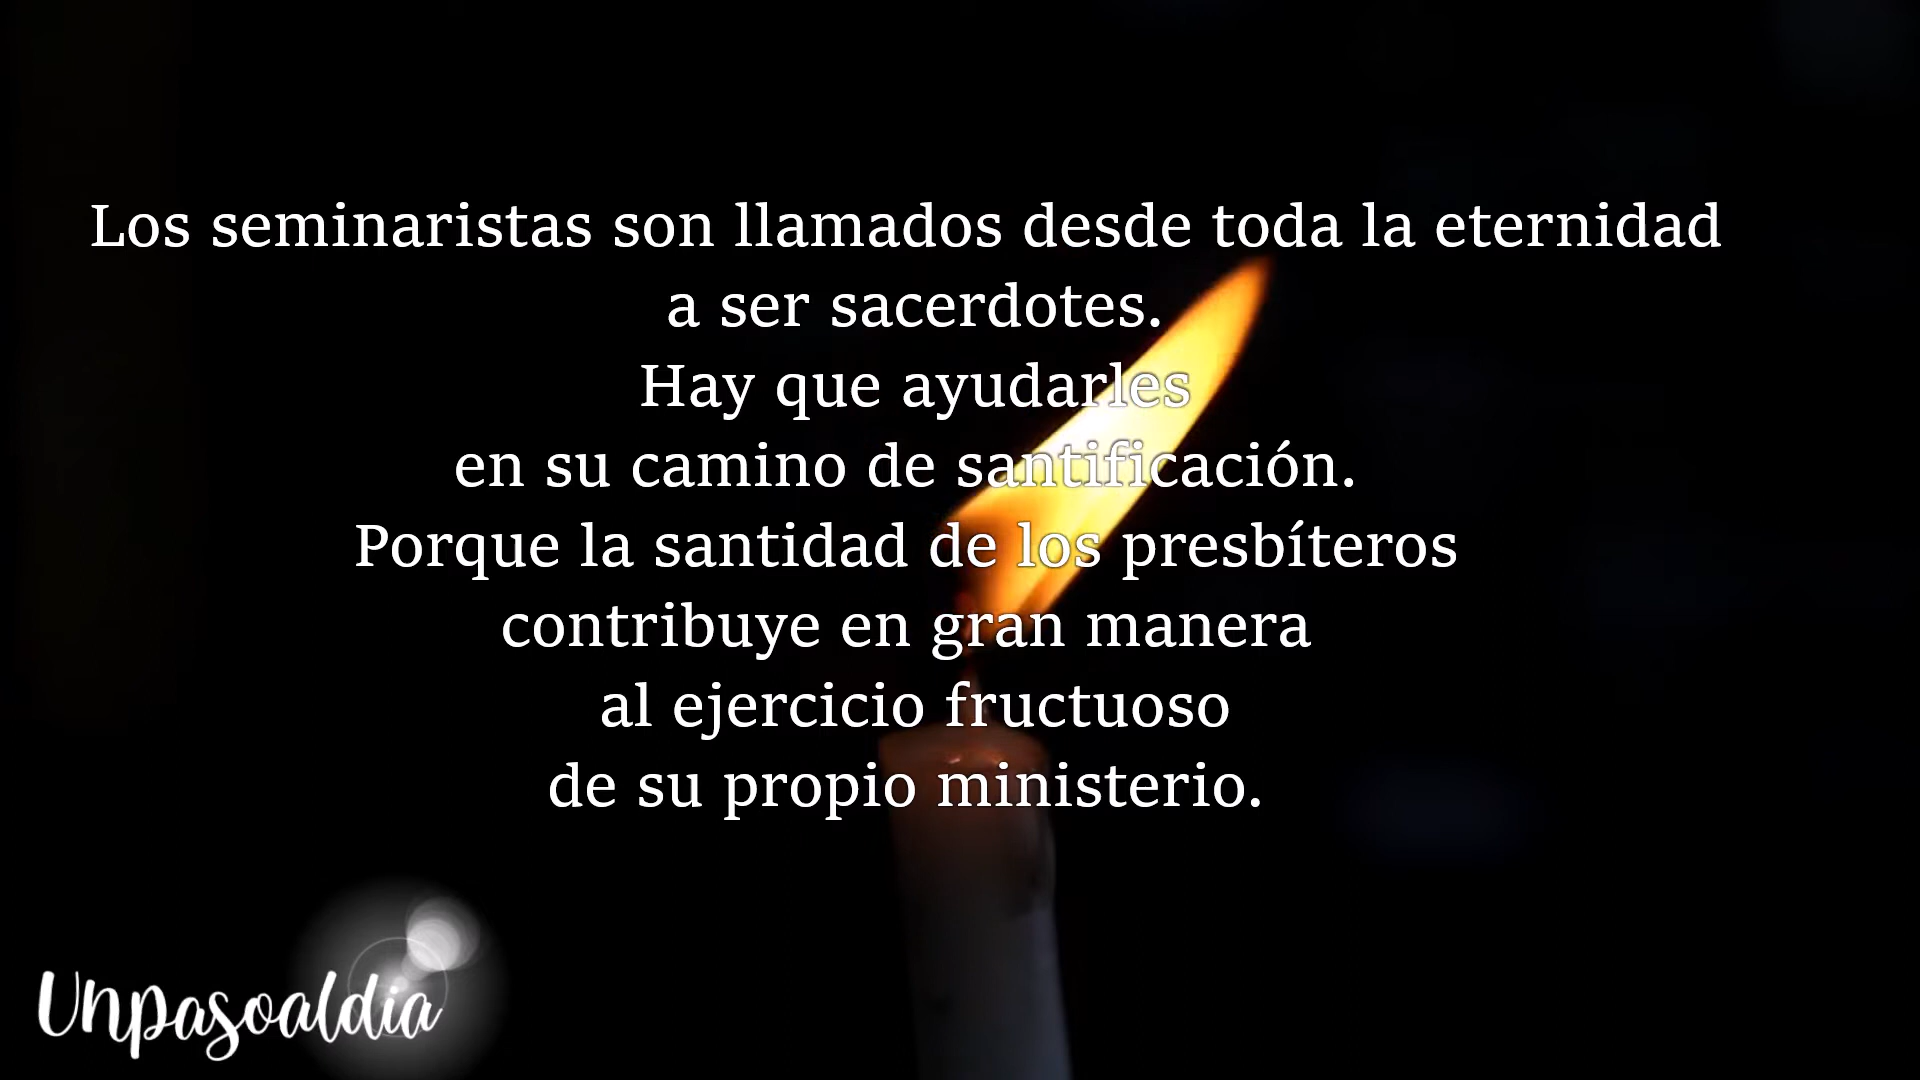 Los seminaristas son llamados desde toda la eternidad
a ser sacerdotes.
Hay que ayudarles
en su camino de santificación.
Porque la santidad de los presbíteros
contribuye en gran manera
al ejercicio fructuoso
de su propio ministerio.
Unpasoaldia